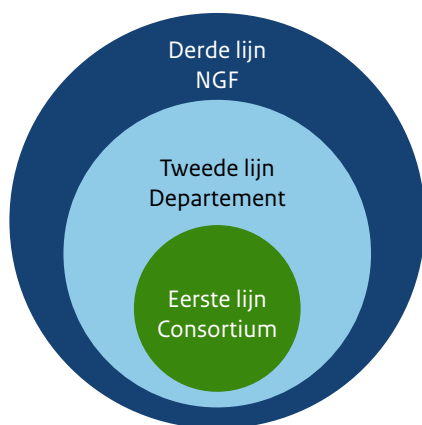 Derde lijn
NGF
Tweede lijn
Departement
Eerste lijn
Consortium